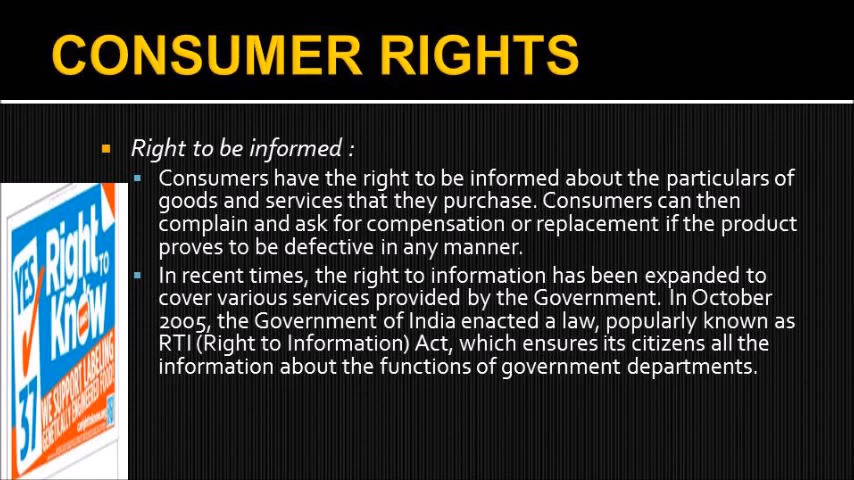 CONSUMER RIGHTS
Right to be informed :
Consumers have the right to be informed about the particulars of
goods and services that they purchase. Consumers can then
complain and ask for compensation or replacement if the product
proves to be defective in any manner.
In recent times, the right to information has been expanded to
cover various services provided by the Government. In October
2005, the Government of India enacted a law, popularly known as
RTI (Right to Information) Act, which ensures its citizens all the
information about the functions of government departments.
YES
37
Right
TO
Know
WE SUPPORT LABELING
GENETICALLY ENGINEERED FOOD